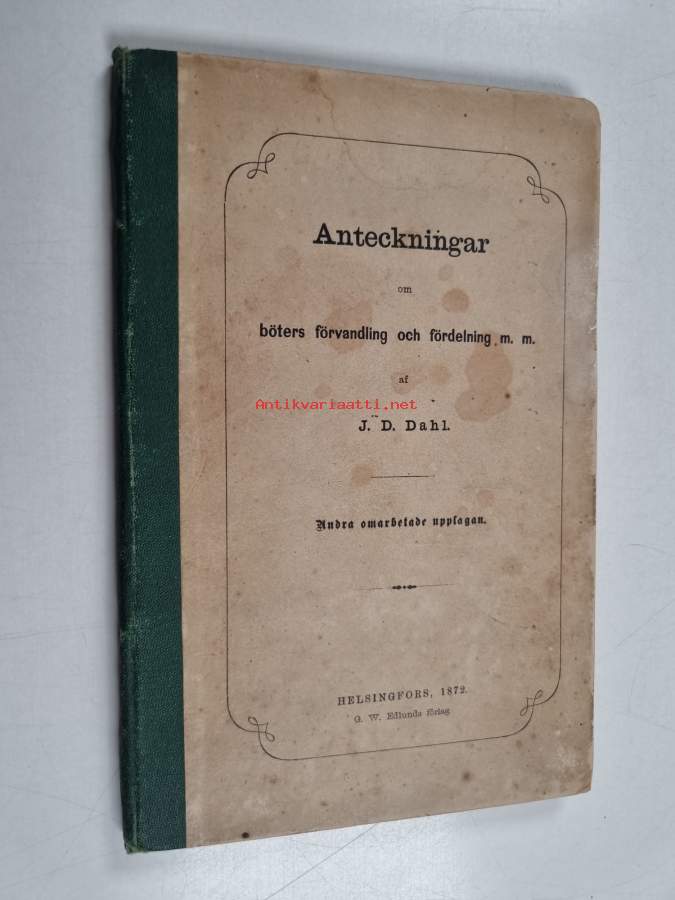 Anteckningar
om
böters förvandling och fördelning m. m.
af
Antikvariaatti.net
J. D. Dahl.
Andra omarbetade upplagan.
HELSINGFORS, 1872.
G. W. Edlunds förlag.